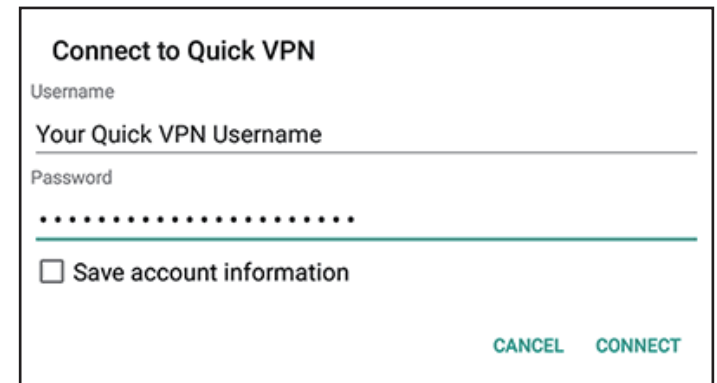 Connect to Quick VPN
Username
Your Quick VPN Username
Password
••••••••••••••••••••••
Save account information
CANCEL CONNECT